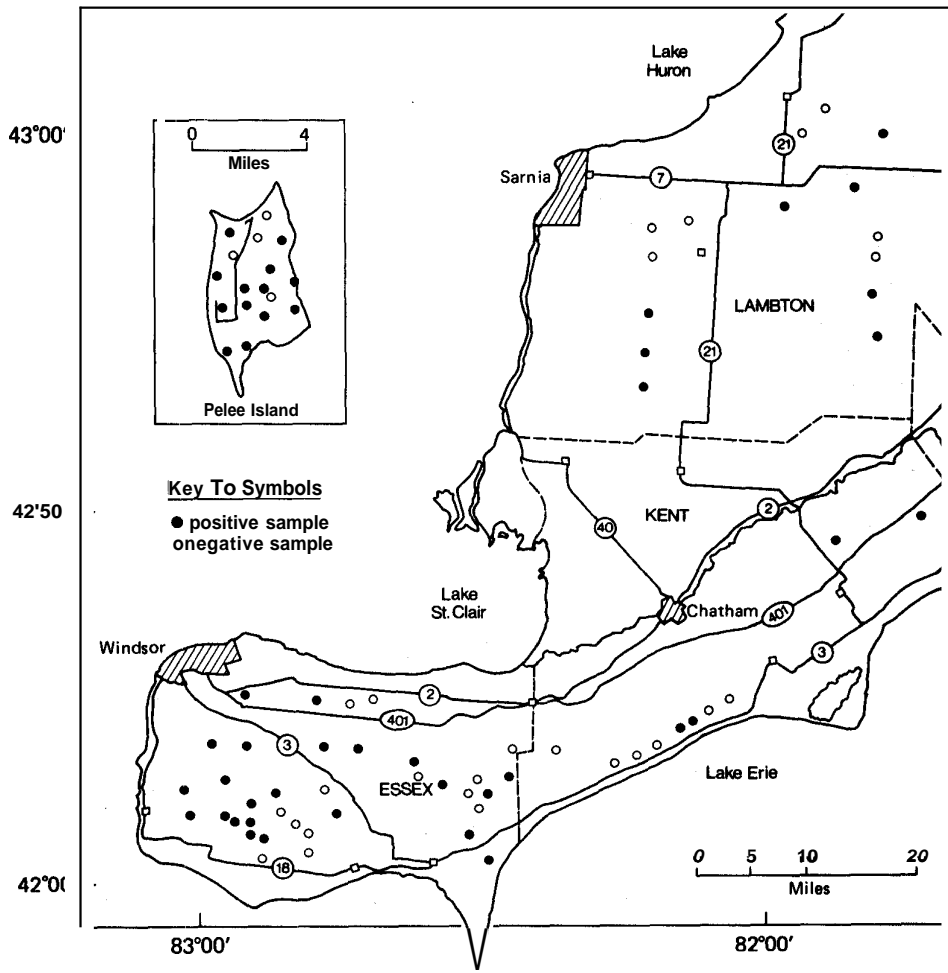 Lake
Huron
43°00'
0 4
Miles
21
Sarnia
7
LAMBTON
21
Pelee Island
Key To Symbols
● positive sample
onegative sample
42°50
2
KENT
40
Lake
St. Clair
Chatham
401
Windsor
3
2
401
3
Lake Erie
ESSEX
18
0 5 10 20
Miles
42°0(
83°00'
82°00'